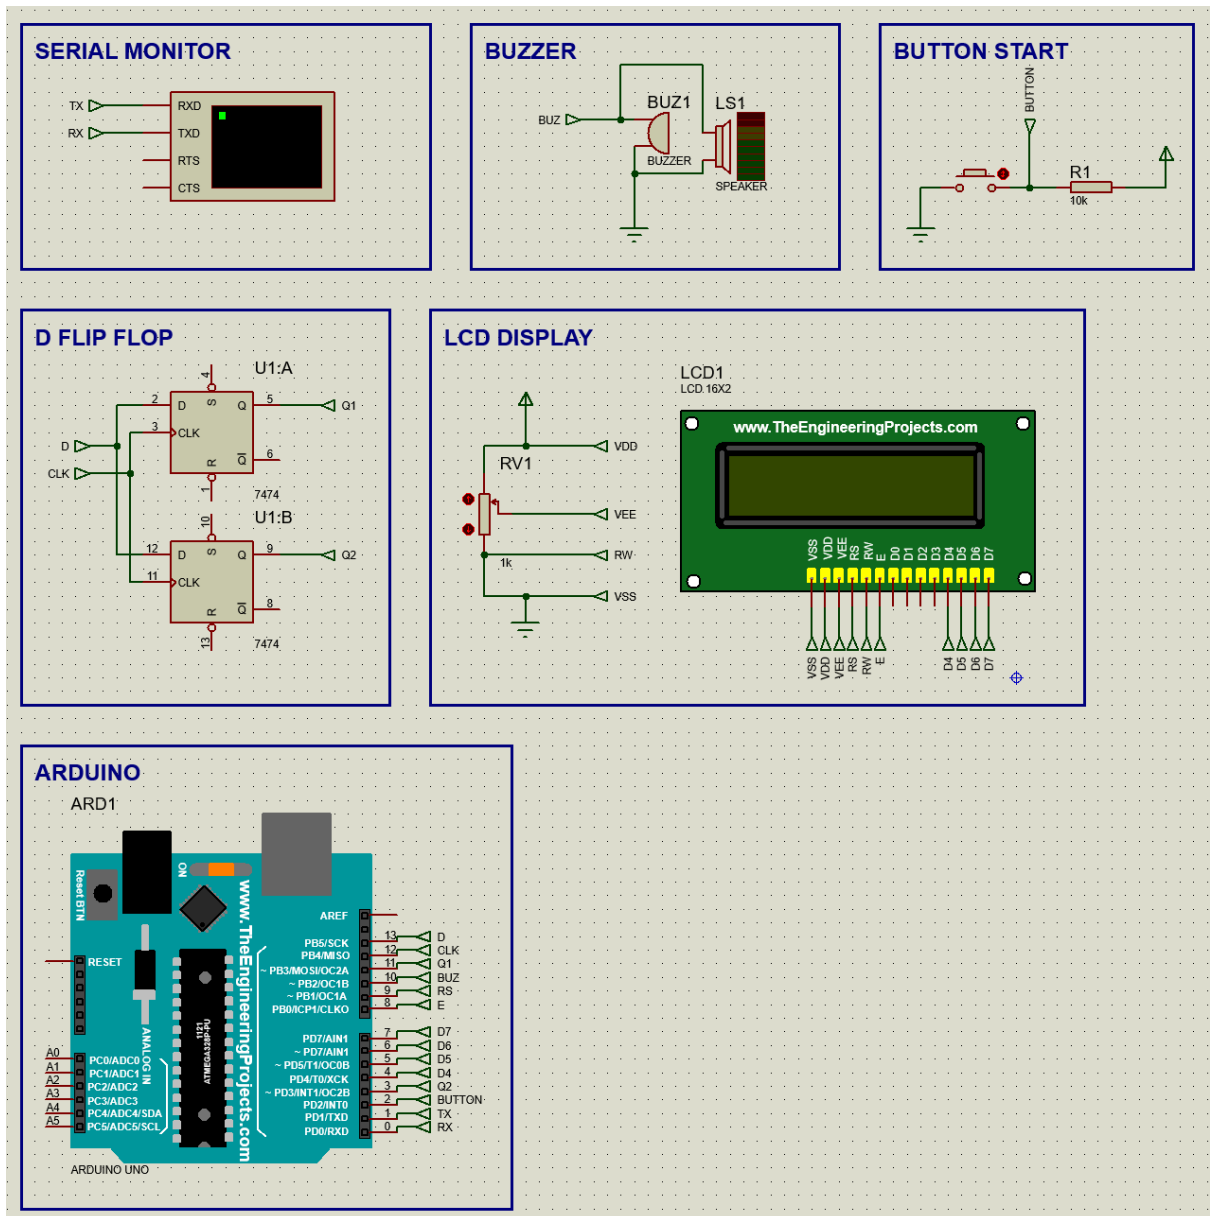 SERIAL MONITOR
TX
RXD
RX
TXD
RTS
CTS
BUZZER
BUZ
BUZ1
LS1
BUZZER
SPEAKER
BUTTON START
BUTTON
R1
10k
D FLIP FLOP
U1:A
4
2
D
S
Q
5
Q1
3
CLK
D
CLK
R
Q
6
1
7474
U1:B
10
12
D
S
Q
9
Q2
11
CLK
R
Q
8
13
7474
LCD DISPLAY
VDD
RV1
VEE
RW
1k
VSS
LCD1
LCD 16X2
www.TheEngineeringProjects.com
VSS
VDD
VEE
RS
RW
E
D0
D1
D2
D3
D4
D5
D6
D7
VSS
VDD
VEE
RS
RW
E
D4
D5
D6
D7
ARDUINO
ARD1
Reset BTN
ON
www.TheEngineeringProjects.com
RESET
ANALOG IN
1121
ATMEGA328P-PU
A0 PC0/ADC0
A1 PC1/ADC1
A2 PC2/ADC2
A3 PC3/ADC3
A4 PC4/ADC4/SDA
A5 PC5/ADC5/SCL
AREF
PB5/SCK 13 D
PB4/MISO 12 CLK
~ PB3/MOSI/OC2A 11 Q1
~ PB2/OC1B 10 BUZ
~ PB1/OC1A 9 RS
PB0/ICP1/CLKO 8 E
PD7/AIN1 7 D7
~ PD7/AIN1 6 D6
~ PD5/T1/OC0B 5 D5
PD4/T0/XCK 4 D4
~ PD3/INT1/OC2B 3 Q2
PD2/INT0 2 BUTTON
PD1/TXD 1 TX
PD0/RXD 0 RX
ARDUINO UNO